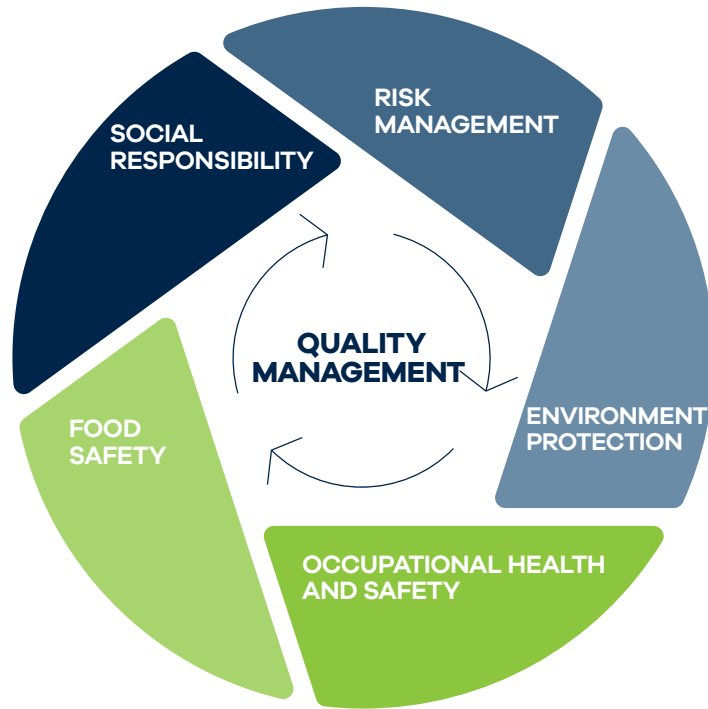 RISK
MANAGEMENT
SOCIAL
RESPONSIBILITY
QUALITY
MANAGEMENT
ENVIRONMENT
PROTECTION
FOOD
SAFETY
OCCUPATIONAL HEALTH
AND SAFETY